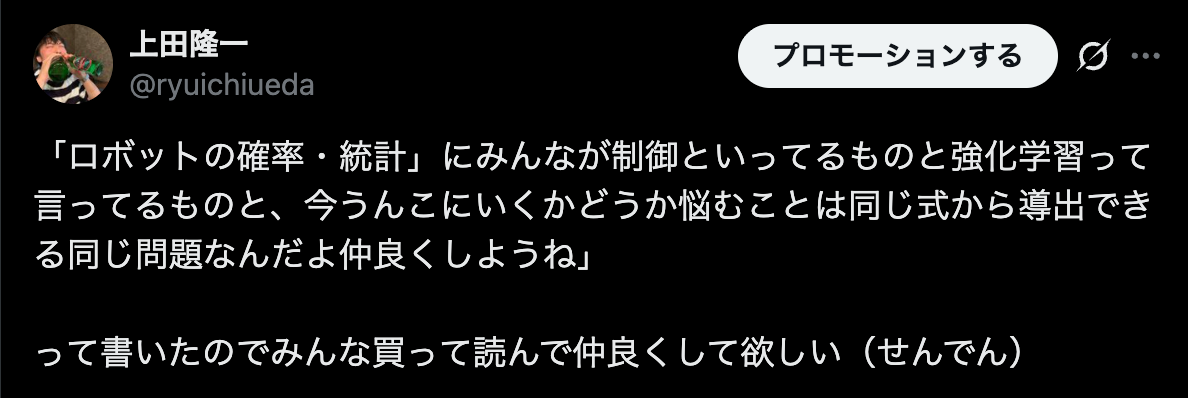 上田隆一
@ryuichiueda
プロモーションする
「ロボットの確率・統計」にみんなが制御といってるものと強化学習って
言ってるものと、今うんこにいくかどうか悩むことは同じ式から導出でき
る同じ問題なんだよ仲良くしようね」
って書いたのでみんな買って読んで仲良くして欲しい（せんでん）